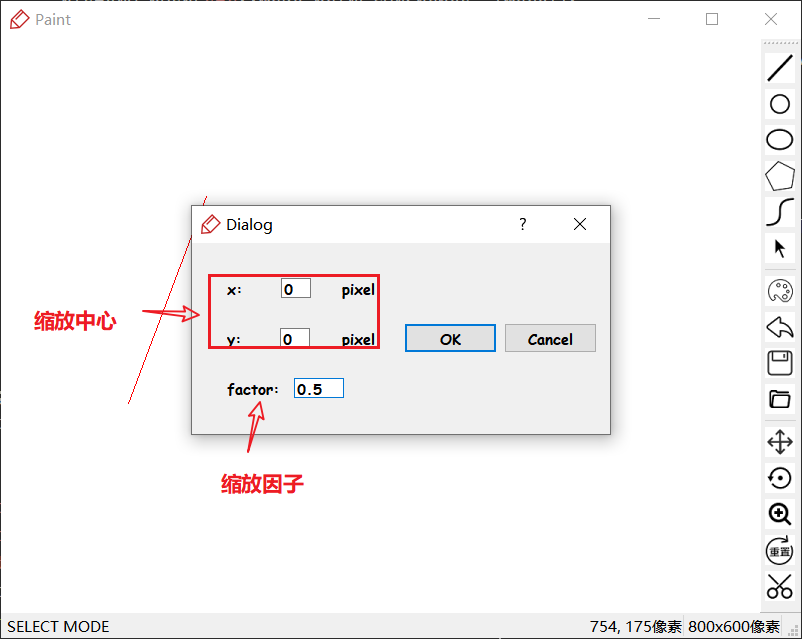 Paint
Dialog
?
x: 0 pixel
缩放中心
y: 0 pixel
OK
Cancel
factor: 0.5
缩放因子
重置
SELECT MODE
754, 175像素 800x600像素